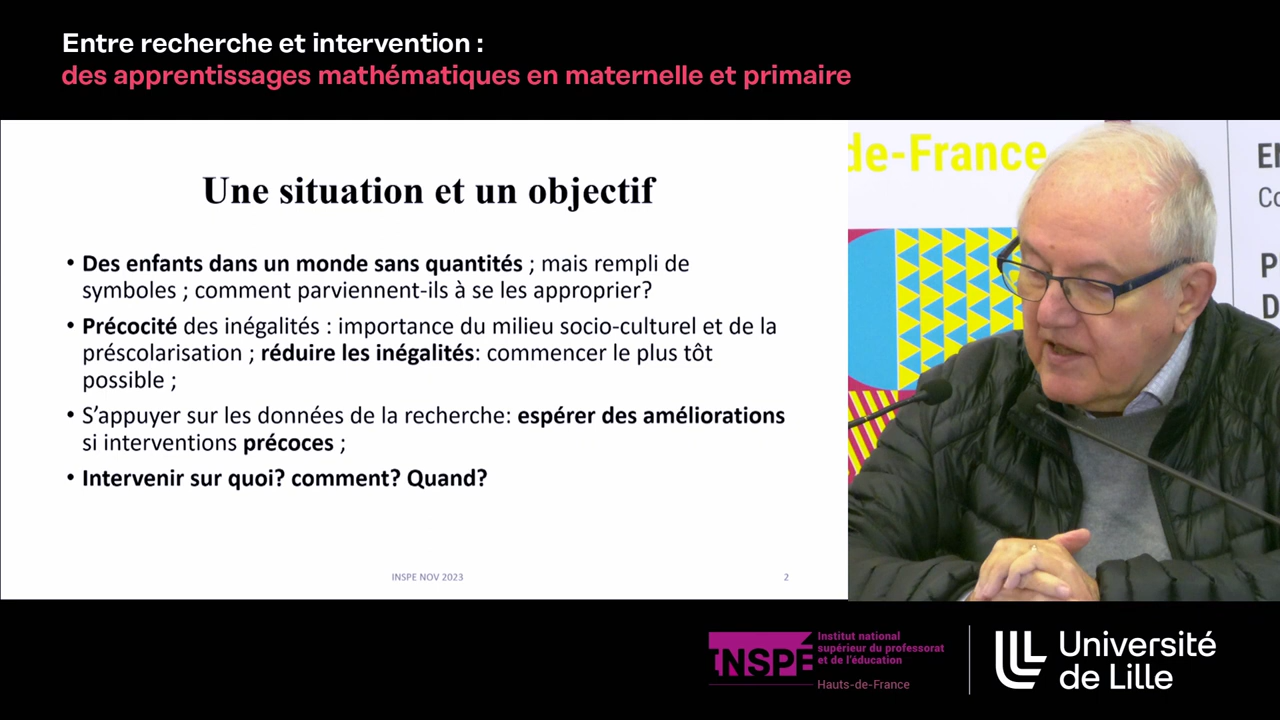 Entre recherche et intervention :
des apprentissages mathématiques en maternelle et primaire
Une situation et un objectif
• Des enfants dans un monde sans quantités ; mais rempli de
symboles ; comment parviennent-ils à se les approprier?
• Précocité des inégalités : importance du milieu socio-culturel et de la
préscolarisation ; réduire les inégalités: commencer le plus tôt
possible ;
• S’appuyer sur les données de la recherche: espérer des améliorations
si interventions précoces ;
• Intervenir sur quoi? comment? Quand?
INSPE NOV 2023
2
de-France
INSPÉ
Institut national
supérieur du professorat
et de l'éducation
Hauts-de-France
Université
de Lille